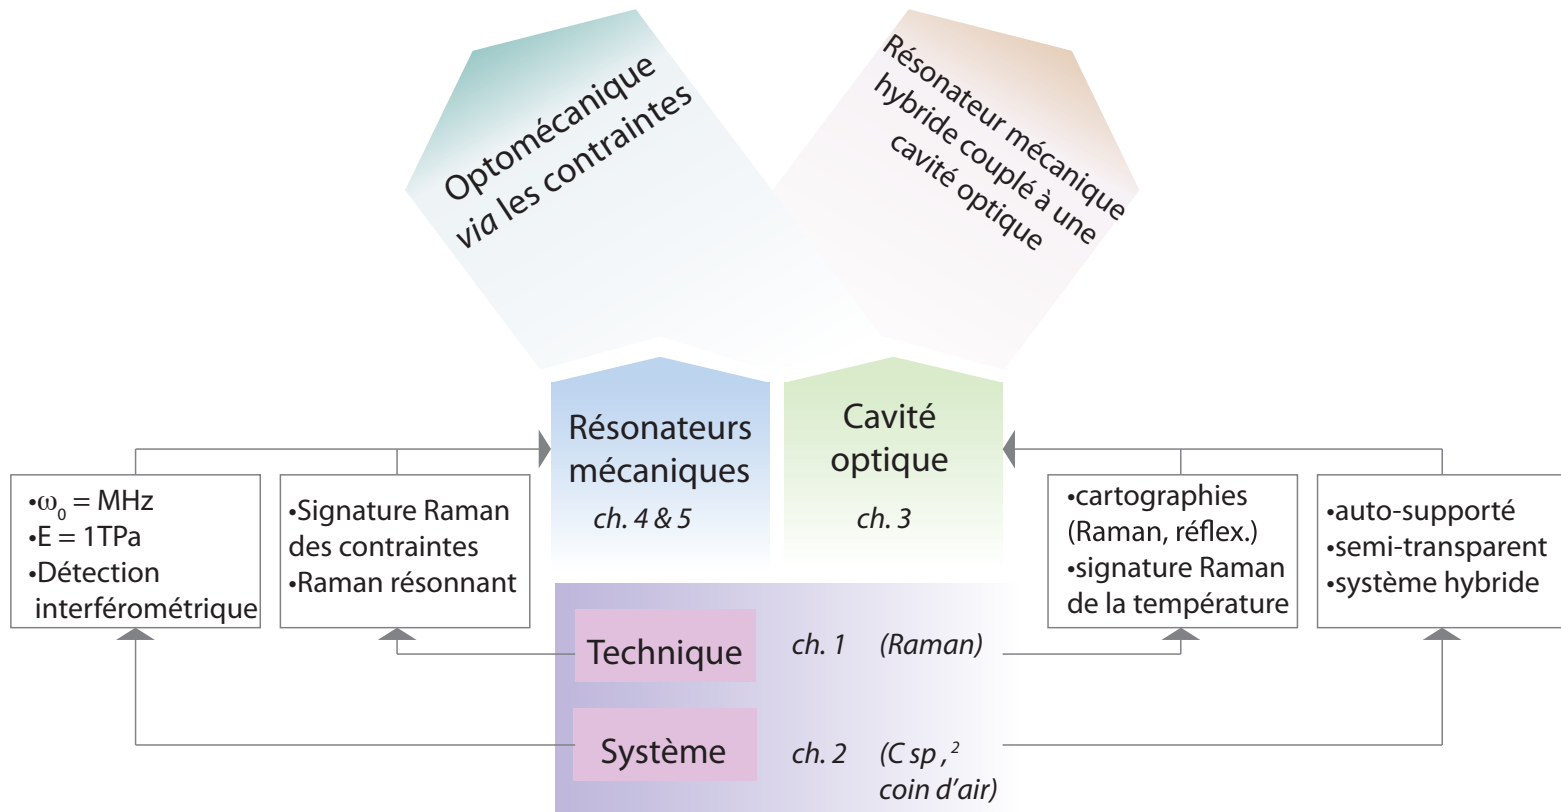 Optomécanique
via les contraintes
Résonateur mécanique
hybride couplé à une
cavité optique
Résonateurs
mécaniques
ch. 4 & 5
Cavité
optique
ch. 3
•ω₀ = MHz
•E = 1TPa
•Détection
interférométrique
•Signature Raman
des contraintes
•Raman résonnant
•cartographies
(Raman, réflex.)
•signature Raman
de la température
•auto-supporté
•semi-transparent
•système hybride
Technique
ch. 1
(Raman)
Système
ch. 2
(C sp , ²
coin d’air)